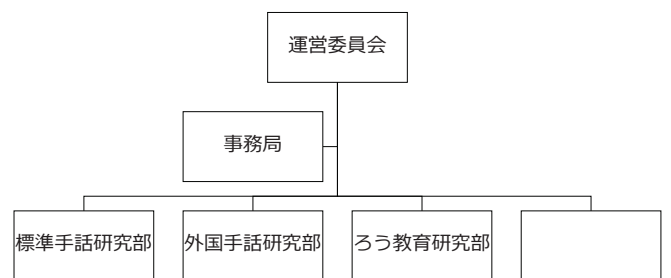 運営委員会
事務局
標準手話研究部
外国手話研究部
ろう教育研究部